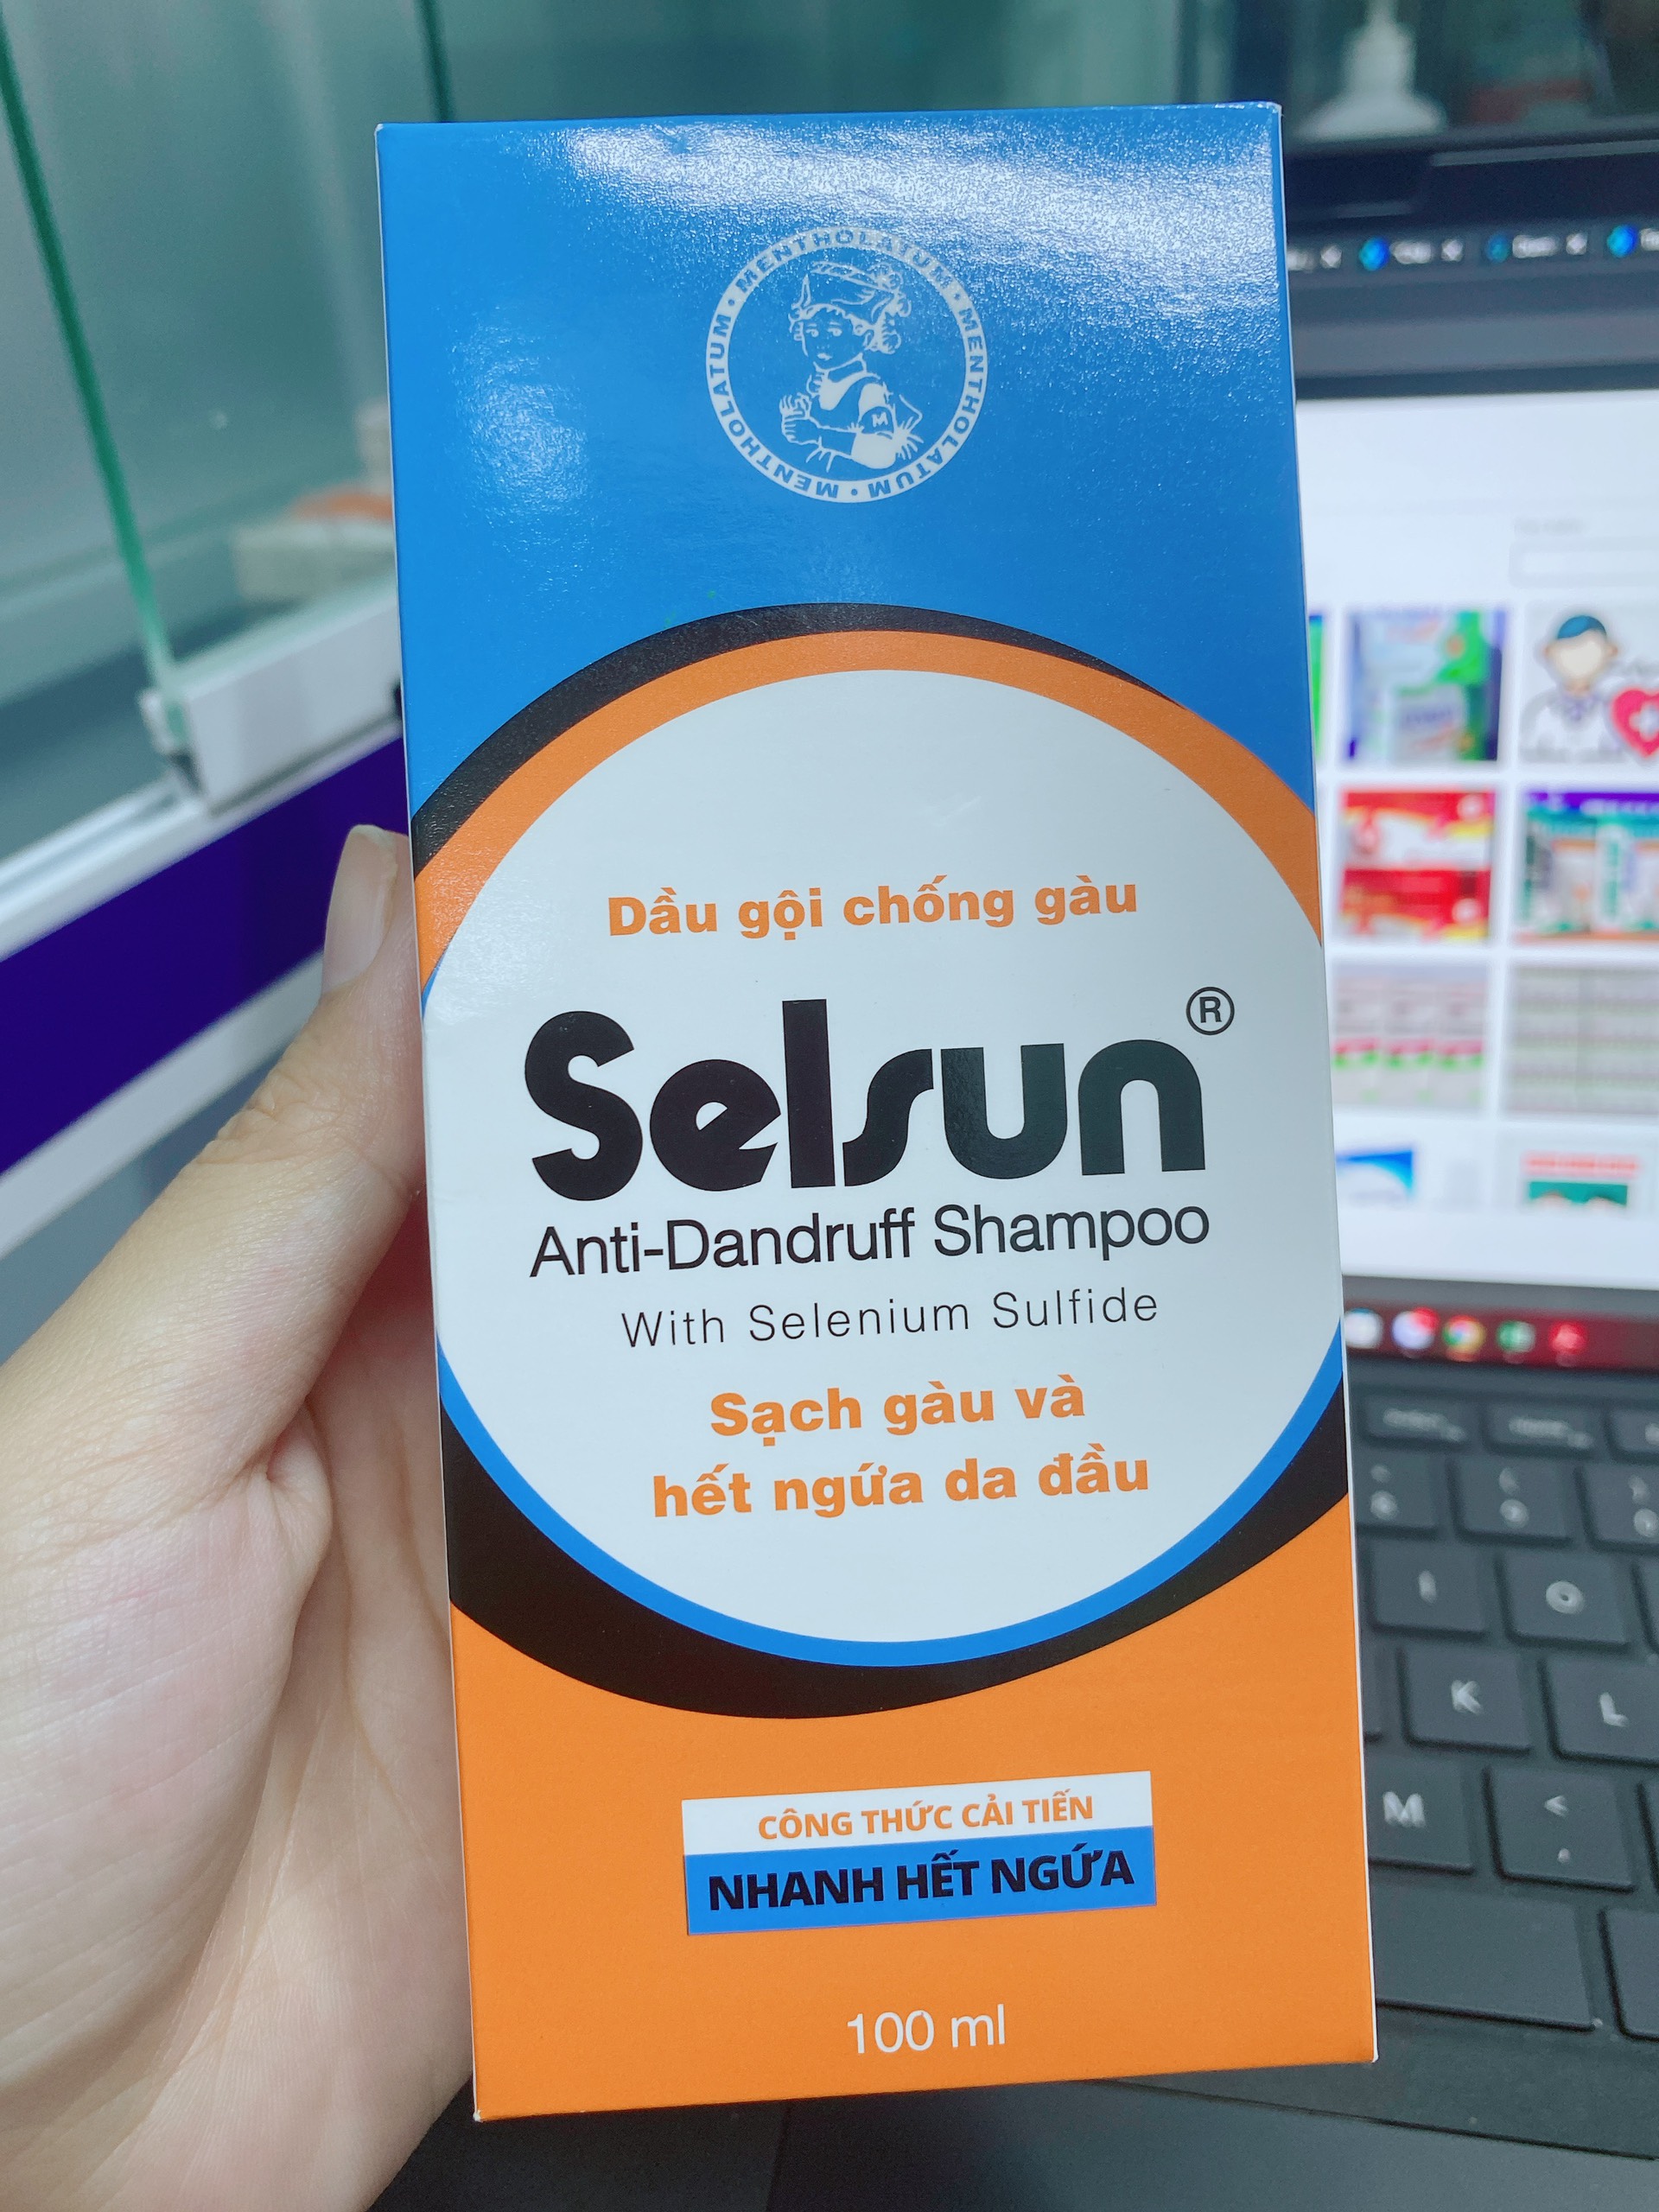 MENTHOLATUM • MENTHOLATUM • MENTHOLATUM • MENTHOLATUM •
M
Dầu gội chống gàu
Selsun®
Anti-Dandruff Shampoo
With Selenium Sulfide
Sạch gàu và
hết ngứa da đầu
CÔNG THỨC CẢI TIẾN
NHANH HẾT NGỨA
100 ml
I
O
K
L
M
<
,